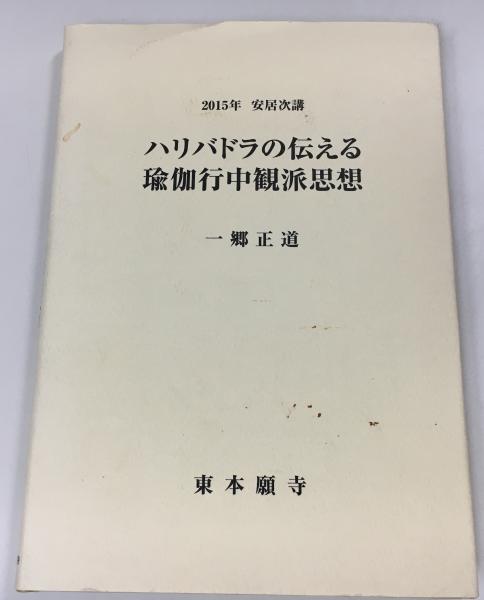 2015年 安居次講
ハリバドラの伝える
瑜伽行中観派思想
一郷正道
東本願寺